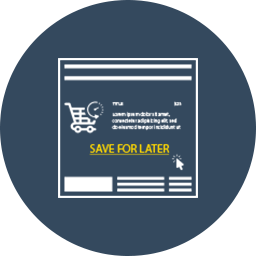 TITLE $25
Lorem ipsum dolor sit amet,
consectetur adipiscing elit, sed
do eiusmod tempor incididunt ut
SAVE FOR LATER